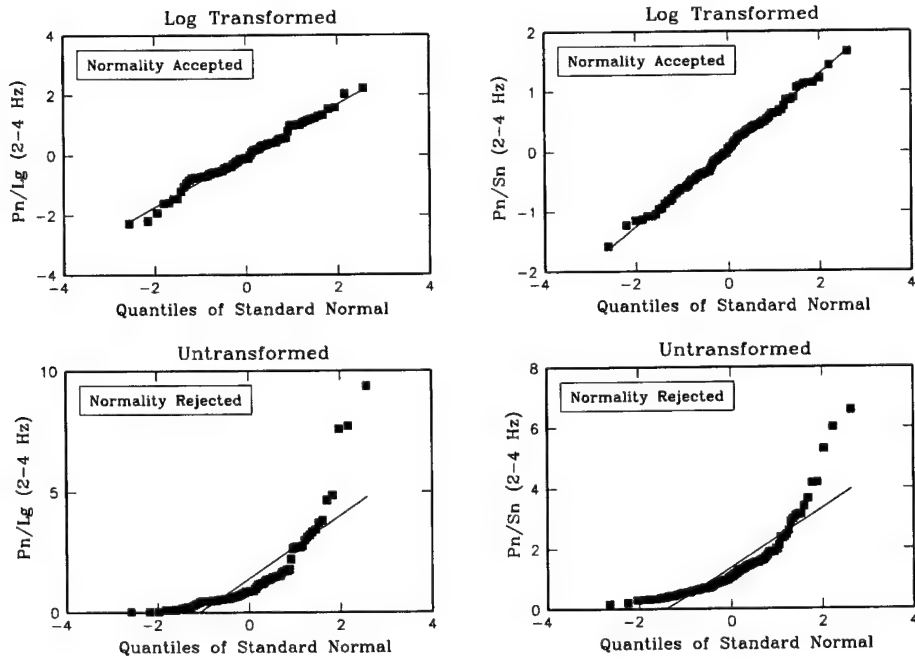 Log Transformed
Normality Accepted
Pn/Lg (2-4 Hz)
4
2
0
-2
-4
-4 -2 0 2 4
Quantiles of Standard Normal
Log Transformed
Normality Accepted
Pn/Sn (2-4 Hz)
2
1
0
-1
-2
-4 -2 0 2 4
Quantiles of Standard Normal
Untransformed
Normality Rejected
Pn/Lg (2-4 Hz)
10
5
0
-4 -2 0 2 4
Quantiles of Standard Normal
Untransformed
Normality Rejected
Pn/Sn (2-4 Hz)
8
6
4
2
0
-4 -2 0 2 4
Quantiles of Standard Normal